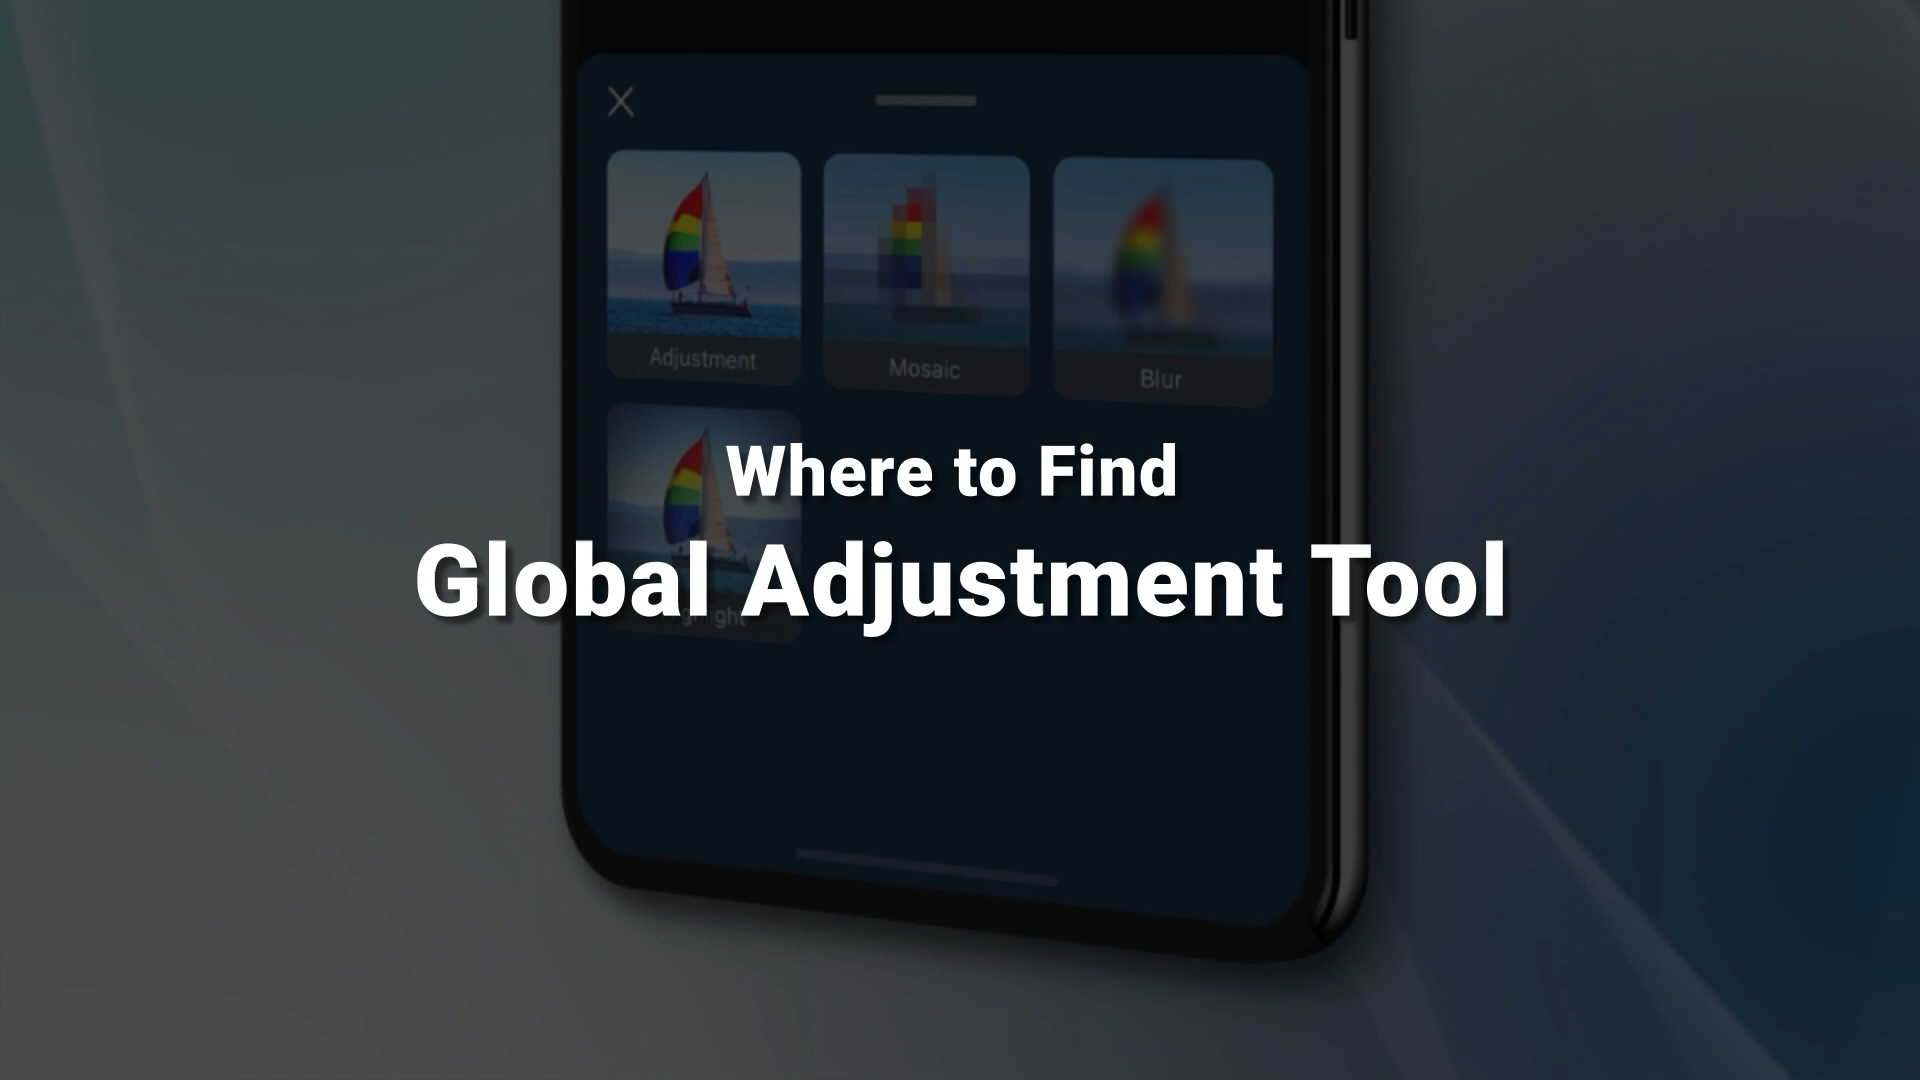 Adjustment
Mosaic
Blur
Where to Find
Global Adjustment Tool